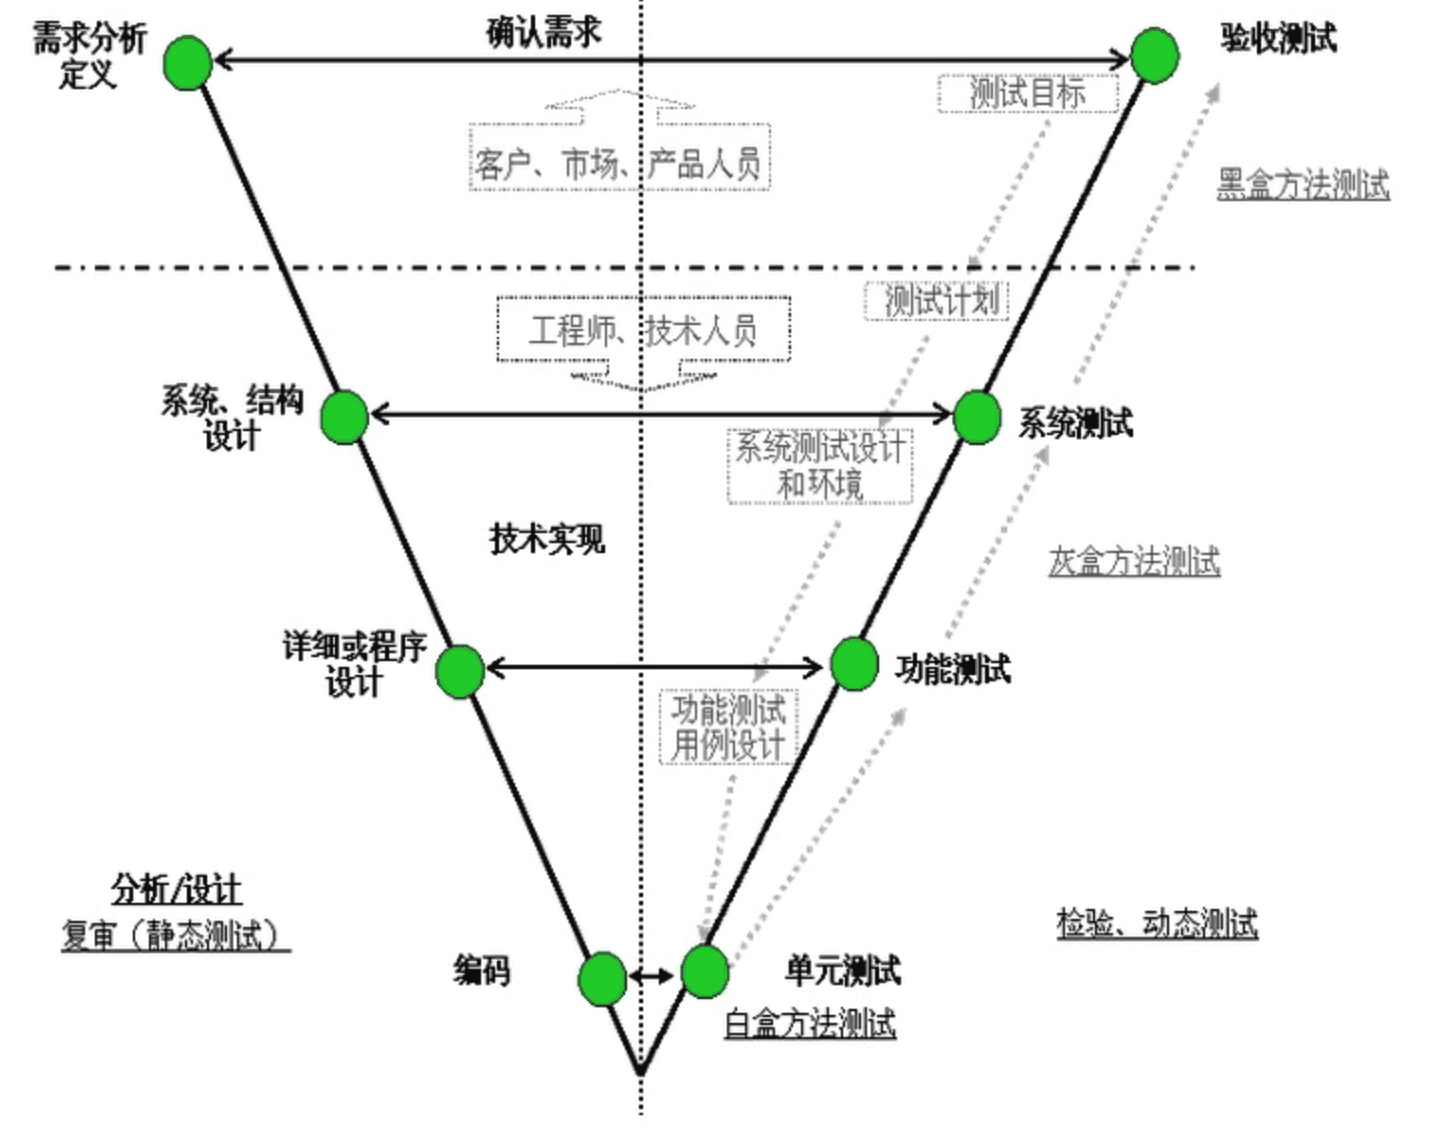 需求分析
定义
确认需求
验收测试
测试目标
客户、市场、产品人员
黑盒方法测试
测试计划
工程师、技术人员
系统、结构
设计
系统测试
系统测试设计
和环境
技术实现
灰盒方法测试
详细或程序
设计
功能测试
功能测试
用例设计
分析/设计
复审（静态测试）
检验、动态测试
编码
单元测试
白盒方法测试